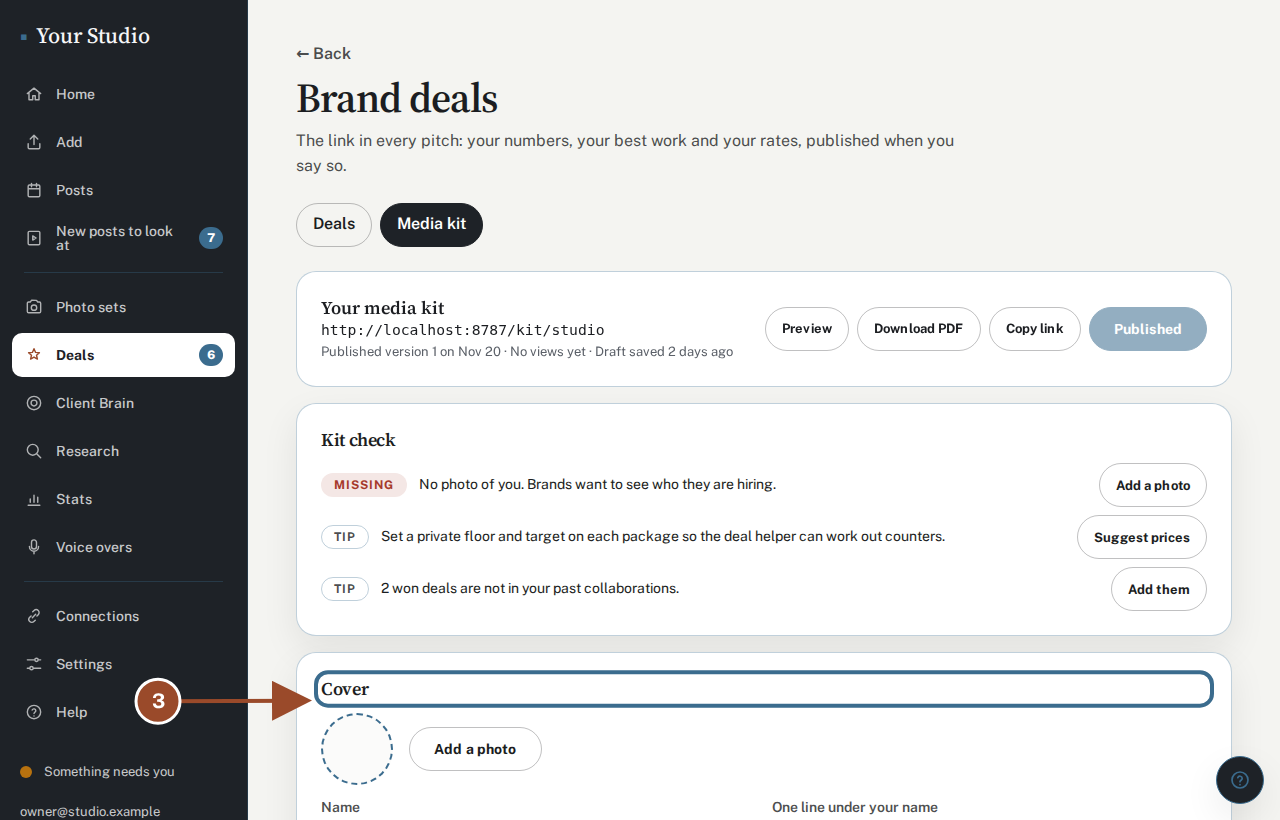 Your Studio
Home
Add
Posts
New posts to look
at
7
Photo sets
Deals
6
Client Brain
Research
Stats
Voice overs
Connections
Settings
Help
Something needs you
owner@studio.example
← Back
Brand deals
The link in every pitch: your numbers, your best work and your rates, published when you
say so.
Deals
Media kit
Your media kit
http://localhost:8787/kit/studio
Published version 1 on Nov 20 · No views yet · Draft saved 2 days ago
Preview
Download PDF
Copy link
Published
Kit check
MISSING
No photo of you. Brands want to see who they are hiring.
Add a photo
TIP
Set a private floor and target on each package so the deal helper can work out counters.
Suggest prices
TIP
2 won deals are not in your past collaborations.
Add them
3
Cover
Add a photo
Name
One line under your name